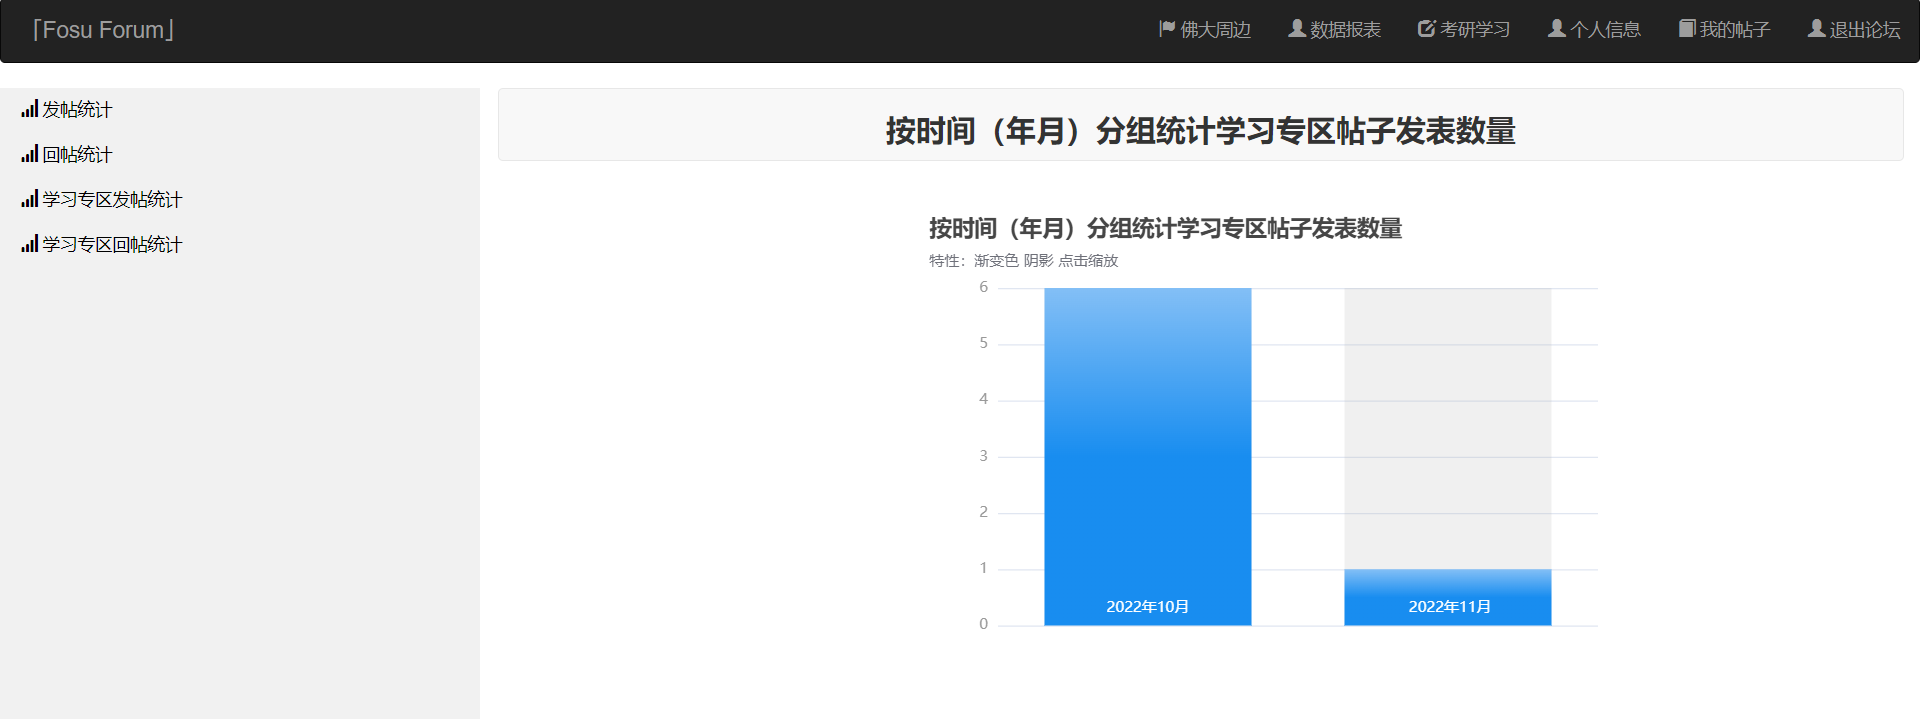 「Fosu Forum」
佛大周边 数据报表 考研学习 个人信息 我的帖子 退出论坛
发帖统计
回帖统计
学习专区发帖统计
学习专区回帖统计
按时间（年月）分组统计学习专区帖子发表数量
按时间（年月）分组统计学习专区帖子发表数量
特性：渐变色 阴影 点击缩放
6
5
4
3
2
1
0
2022年10月 2022年11月